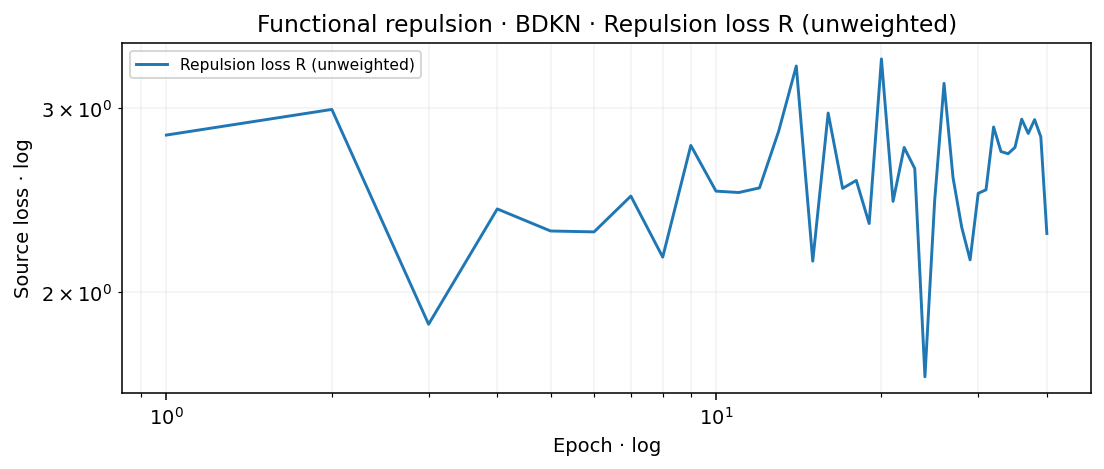 Functional repulsion · BDKN · Repulsion loss R (unweighted)
Repulsion loss R (unweighted)
Source loss · log
3 × 10⁰
2 × 10⁰
10⁰
10¹
Epoch · log